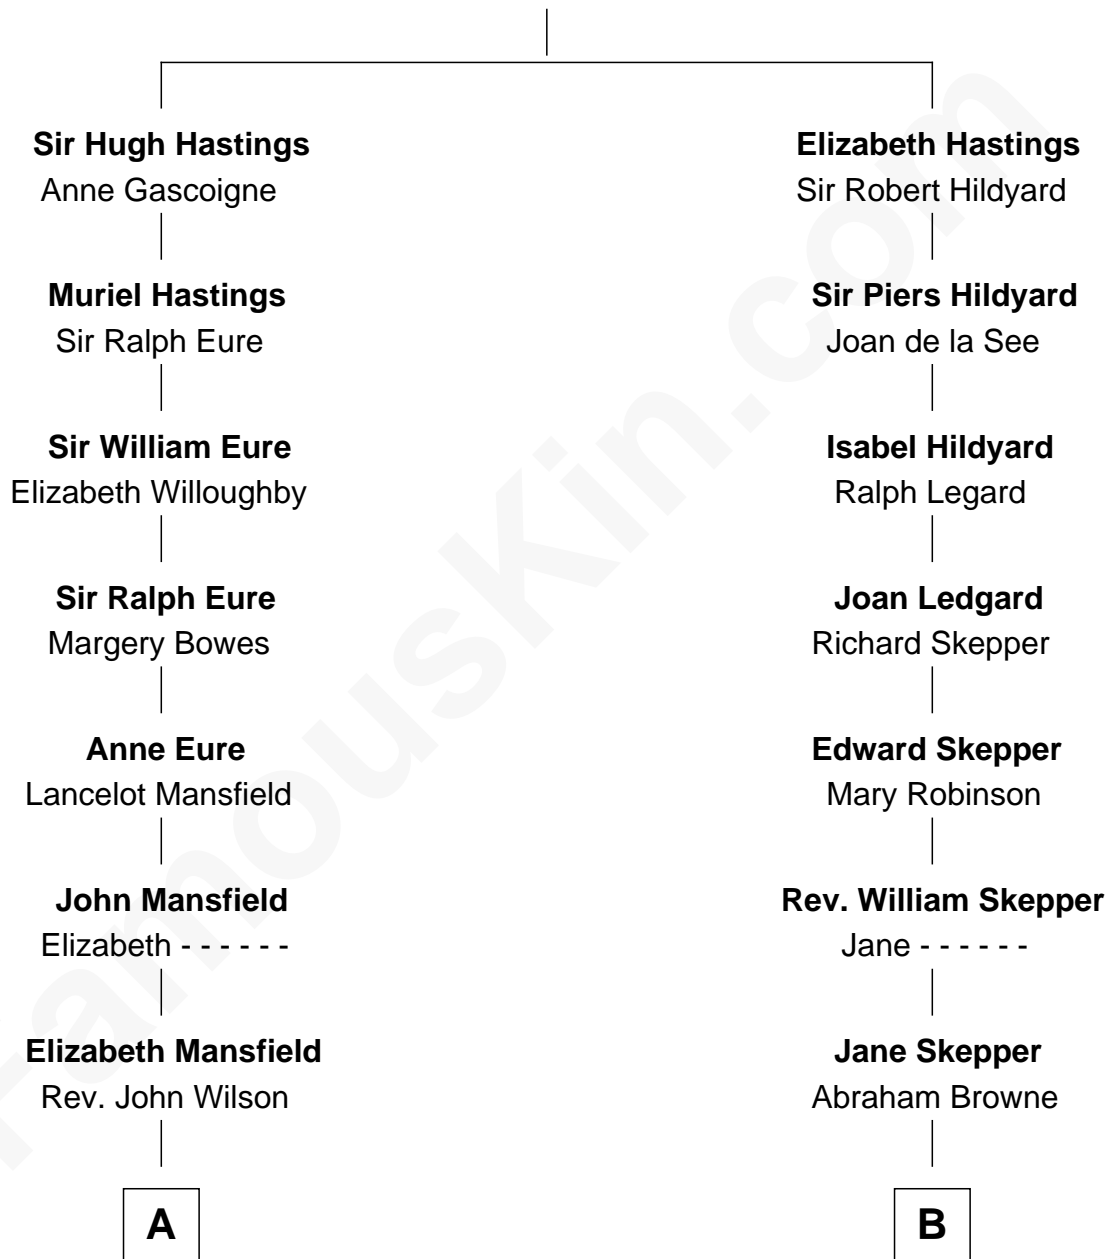 Sir Hugh Hastings
Anne Gascoigne
Muriel Hastings
Sir Ralph Eure
Sir William Eure
Elizabeth Willoughby
Sir Ralph Eure
Margery Bowes
Anne Eure
Lancelot Mansfield
John Mansfield
Elizabeth - - - - - -
Elizabeth Mansfield
Rev. John Wilson
A
Elizabeth Hastings
Sir Robert Hildyard
Sir Piers Hildyard
Joan de la See
Isabel Hildyard
Ralph Legard
Joan Ledgard
Richard Skepper
Edward Skepper
Mary Robinson
Rev. William Skepper
Jane - - - - - -
Jane Skepper
Abraham Browne
B
FamousKin.com